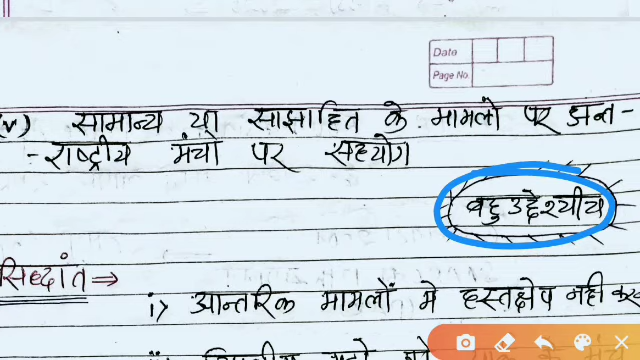 Date
Page No.
(v) सामान्य या साझाहित के मामलों पर अन्त-
-राष्ट्रीय मंचों पर सहयोग
बहुउद्देश्यीय
सिध्दांत ⇒
i) आन्तरिक मामलों मे हस्तक्षेप नही